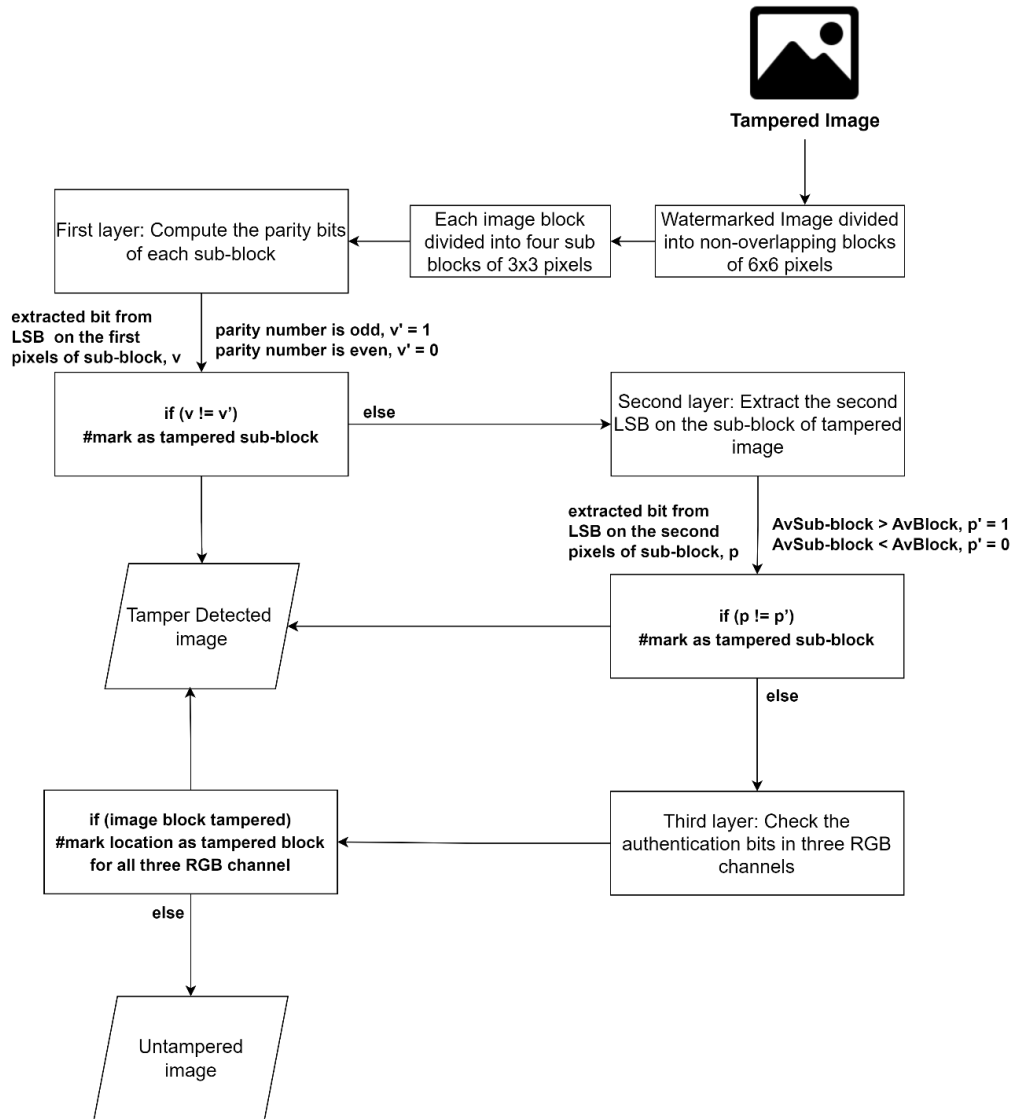 Tampered Image
Watermarked Image divided
into non-overlapping blocks
of 6x6 pixels
Each image block
divided into four sub
blocks of 3x3 pixels
First layer: Compute the parity bits
of each sub-block
extracted bit from
LSB on the first
pixels of sub-block, v
parity number is odd, v' = 1
parity number is even, v' = 0
if (v != v’)
#mark as tampered sub-block
else
Second layer: Extract the second
LSB on the sub-block of tampered
image
extracted bit from
LSB on the second
pixels of sub-block, p
AvSub-block > AvBlock, p' = 1
AvSub-block < AvBlock, p' = 0
if (p != p’)
#mark as tampered sub-block
Tamper Detected
image
else
Third layer: Check the
authentication bits in three RGB
channels
if (image block tampered)
#mark location as tampered block
for all three RGB channel
else
Untampered
image